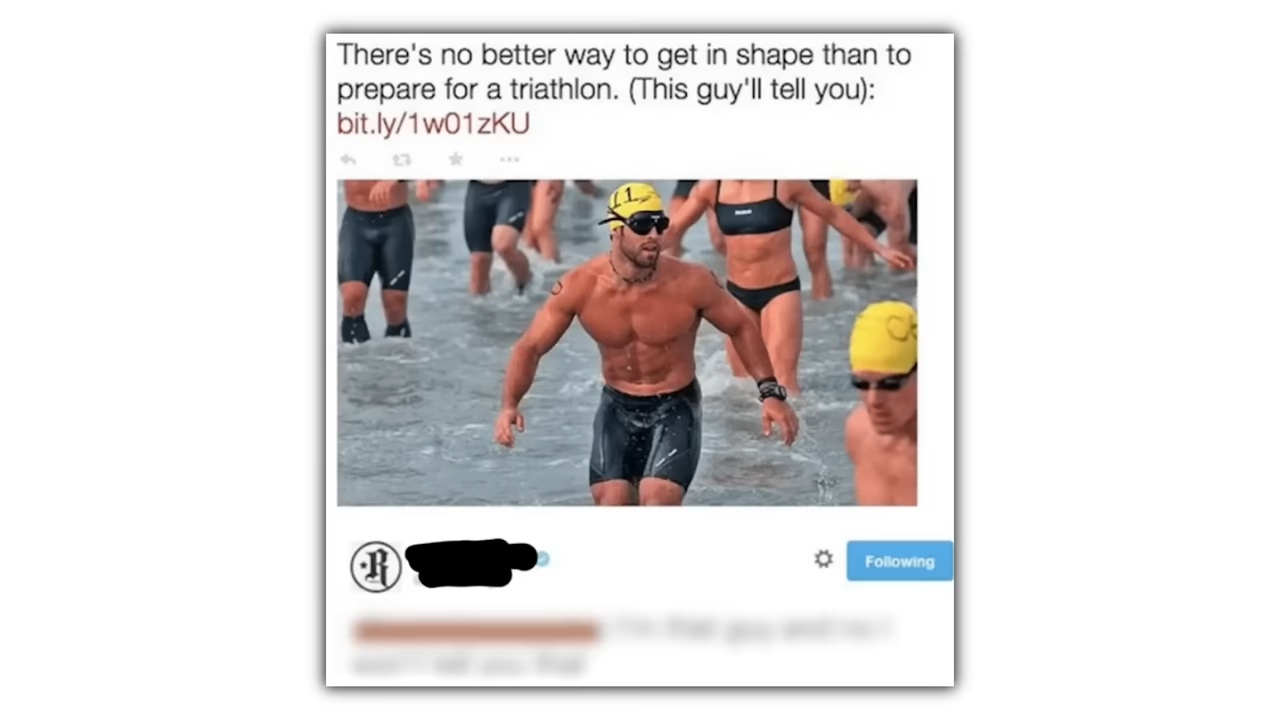 There's no better way to get in shape than to
prepare for a triathlon. (This guy'll tell you):
bit.ly/1w01zKU
R
Following